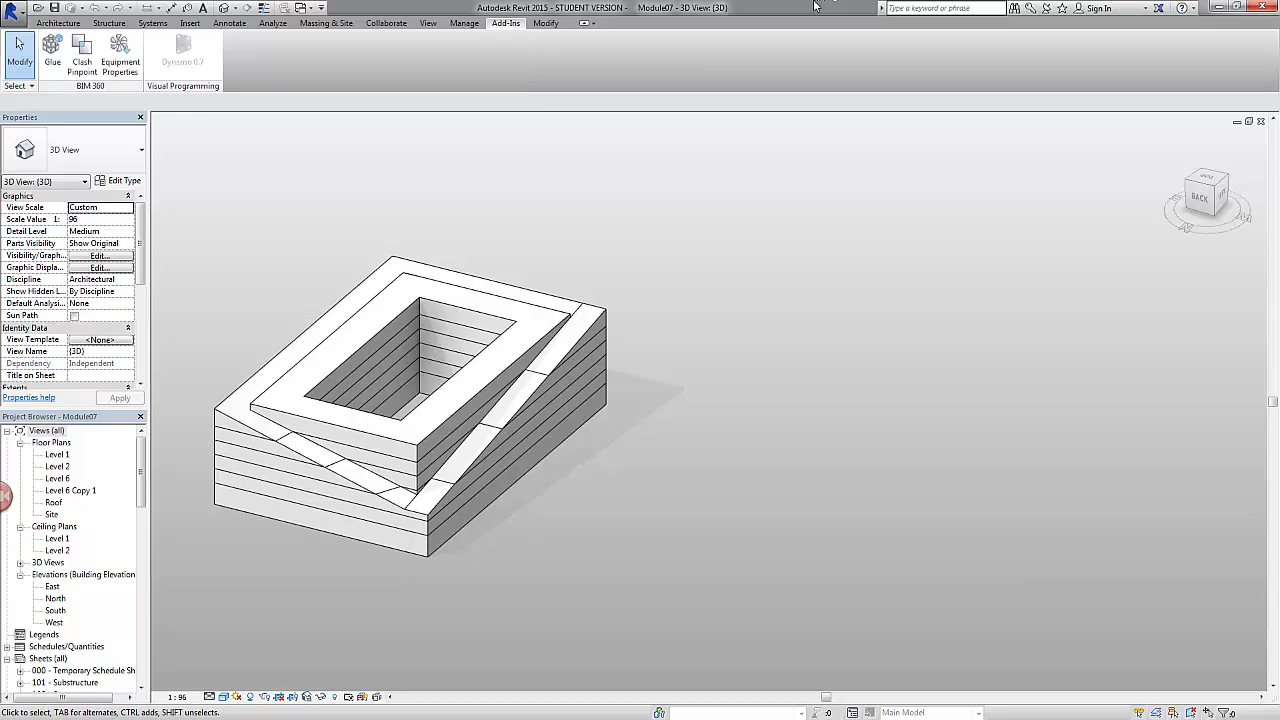 Autodesk Revit 2015 - STUDENT VERSION -    Module07 - 3D View: {3D}
Type a keyword or phrase
Sign In
Architecture Structure Systems Insert Annotate Analyze Massing & Site Collaborate View Manage Add-Ins Modify
Modify Glue Clash Pinpoint Equipment Properties Dynamo 0.7
Select BIM 360 Visual Programming
Properties
3D View
3D View: {3D} Edit Type
Graphics
View Scale Custom
Scale Value 1: 96
Detail Level Medium
Parts Visibility Show Original
Visibility/Graph... Edit...
Graphic Displa... Edit...
Discipline Architectural
Show Hidden L... By Discipline
Default Analysi... None
Sun Path
Identity Data
View Template <None>
View Name {3D}
Dependency Independent
Title on Sheet
Extents
Properties help Apply
Project Browser - Module07
Views (all)
Floor Plans
Level 1
Level 2
Level 6
Level 6 Copy 1
Roof
Site
Ceiling Plans
Level 1
Level 2
3D Views
Elevations (Building Elevation
East
North
South
West
Legends
Schedules/Quantities
Sheets (all)
000 - Temporary Schedule Sh
101 - Substructure
BACK
1 : 96
Click to select, TAB for alternates, CTRL adds, SHIFT unselects.
:0
Main Model
:0